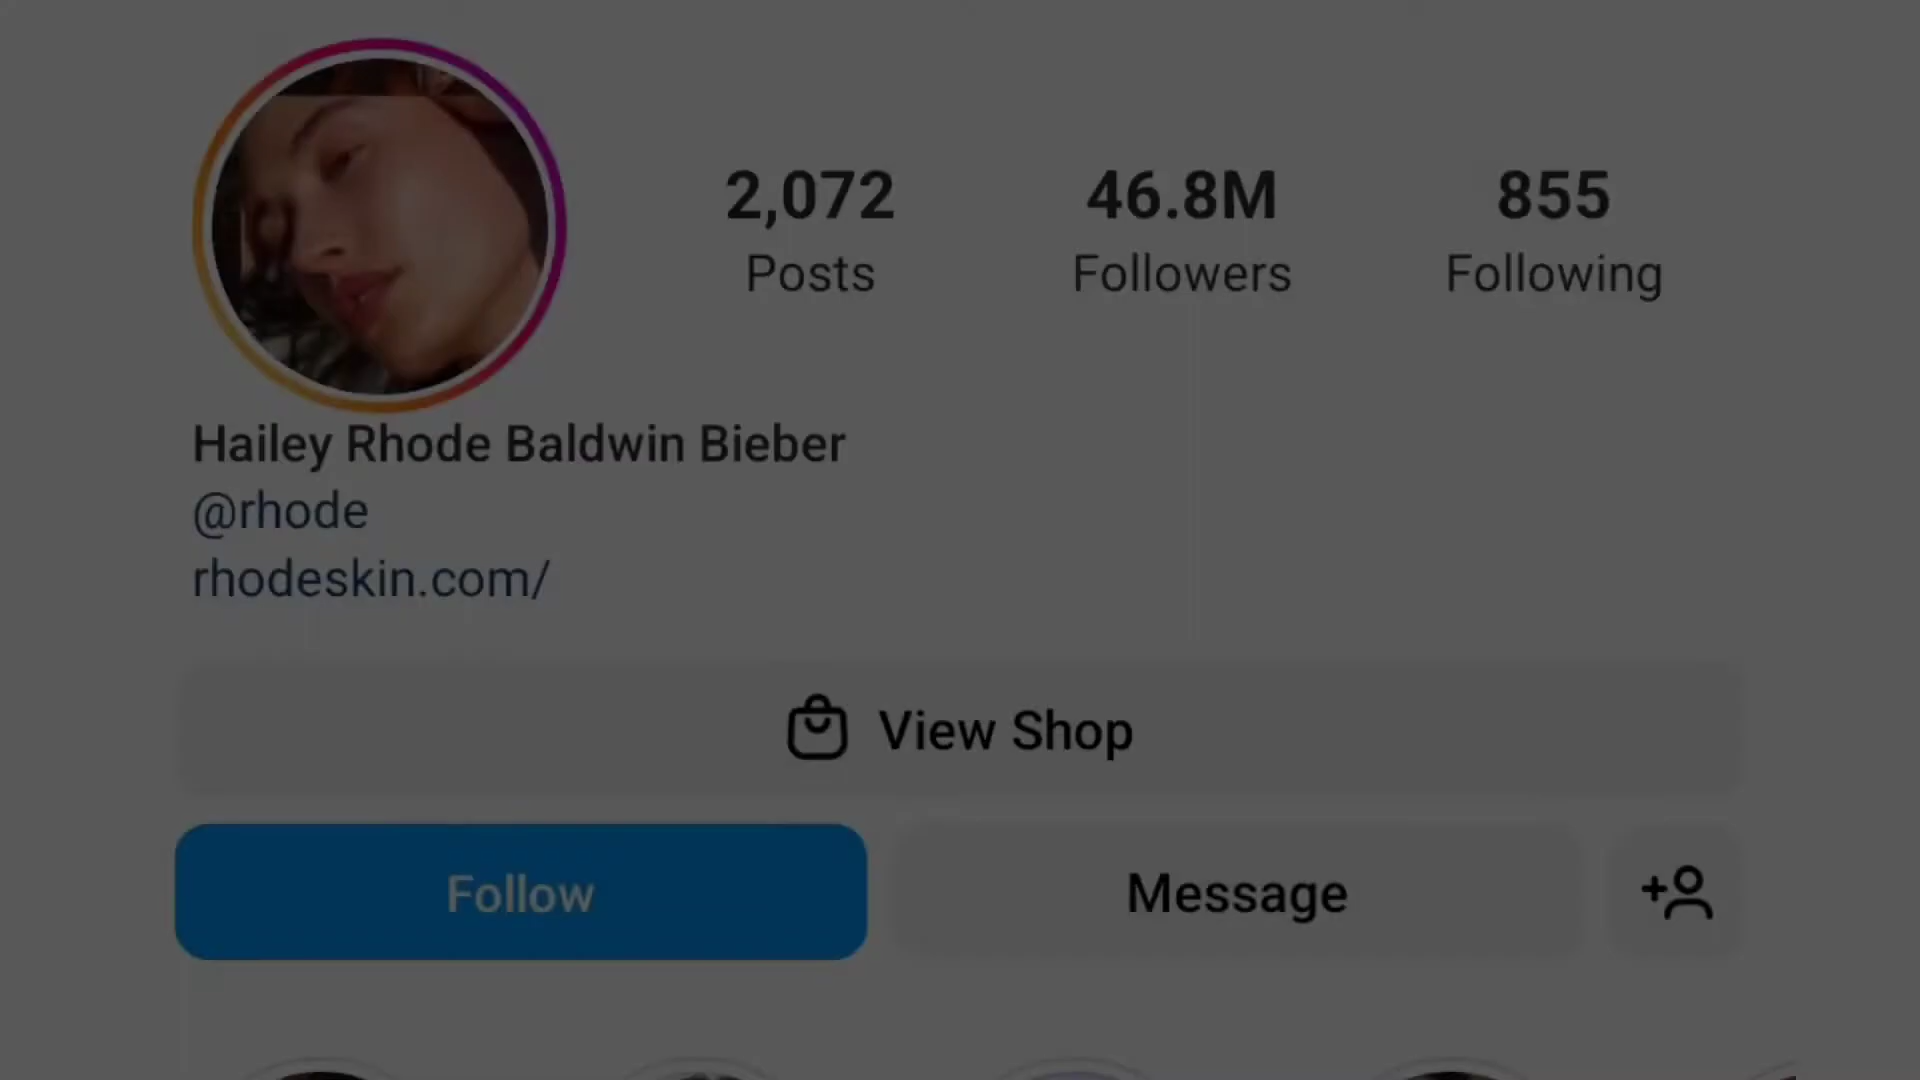 2,072 46.8M 855
Posts Followers Following
Hailey Rhode Baldwin Bieber
@rhode
rhodeskin.com/
View Shop
Follow Message